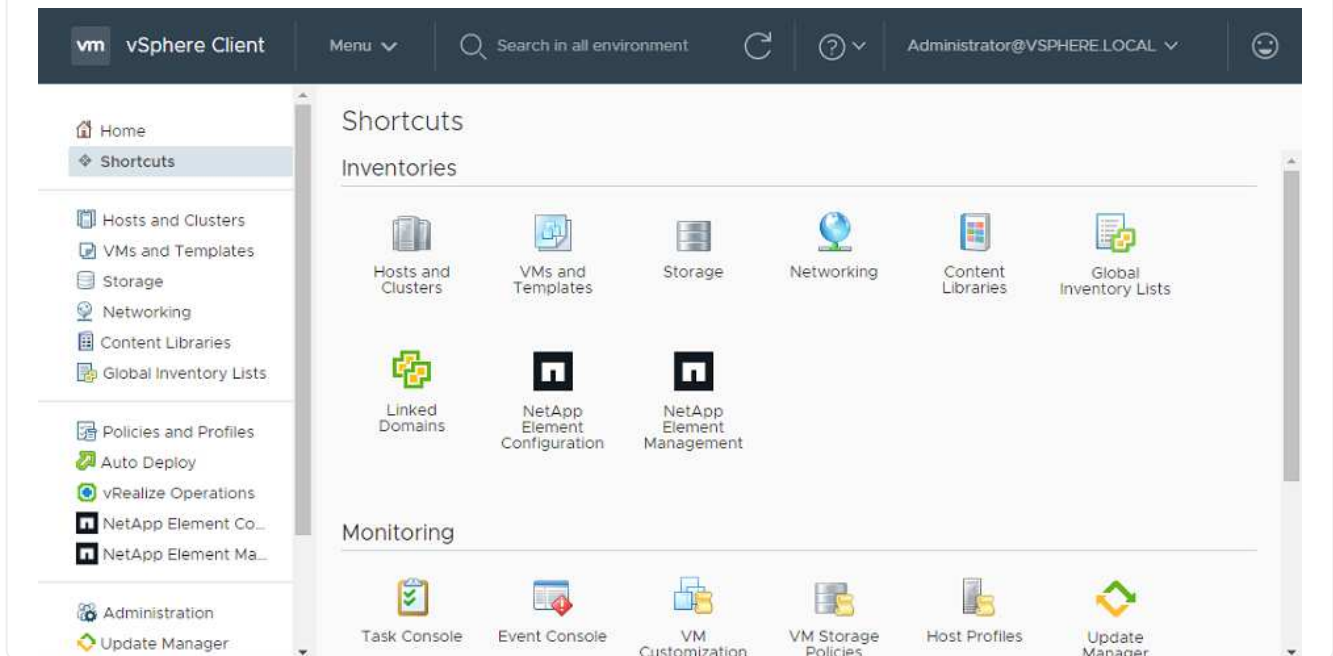 vm vSphere Client Menu Search in all environment Administrator@VSPHERE.LOCAL
Home
Shortcuts
Hosts and Clusters
VMs and Templates
Storage
Networking
Content Libraries
Global Inventory Lists
Policies and Profiles
Auto Deploy
vRealize Operations
NetApp Element Co...
NetApp Element Ma...
Administration
Update Manager
Shortcuts
Inventories
Hosts and
Clusters
VMs and
Templates
Storage
Networking
Content
Libraries
Global
Inventory Lists
Linked
Domains
NetApp
Element
Configuration
NetApp
Element
Management
Monitoring
Task Console
Event Console
VM
Customization
VM Storage
Policies
Host Profiles
Update
Manager